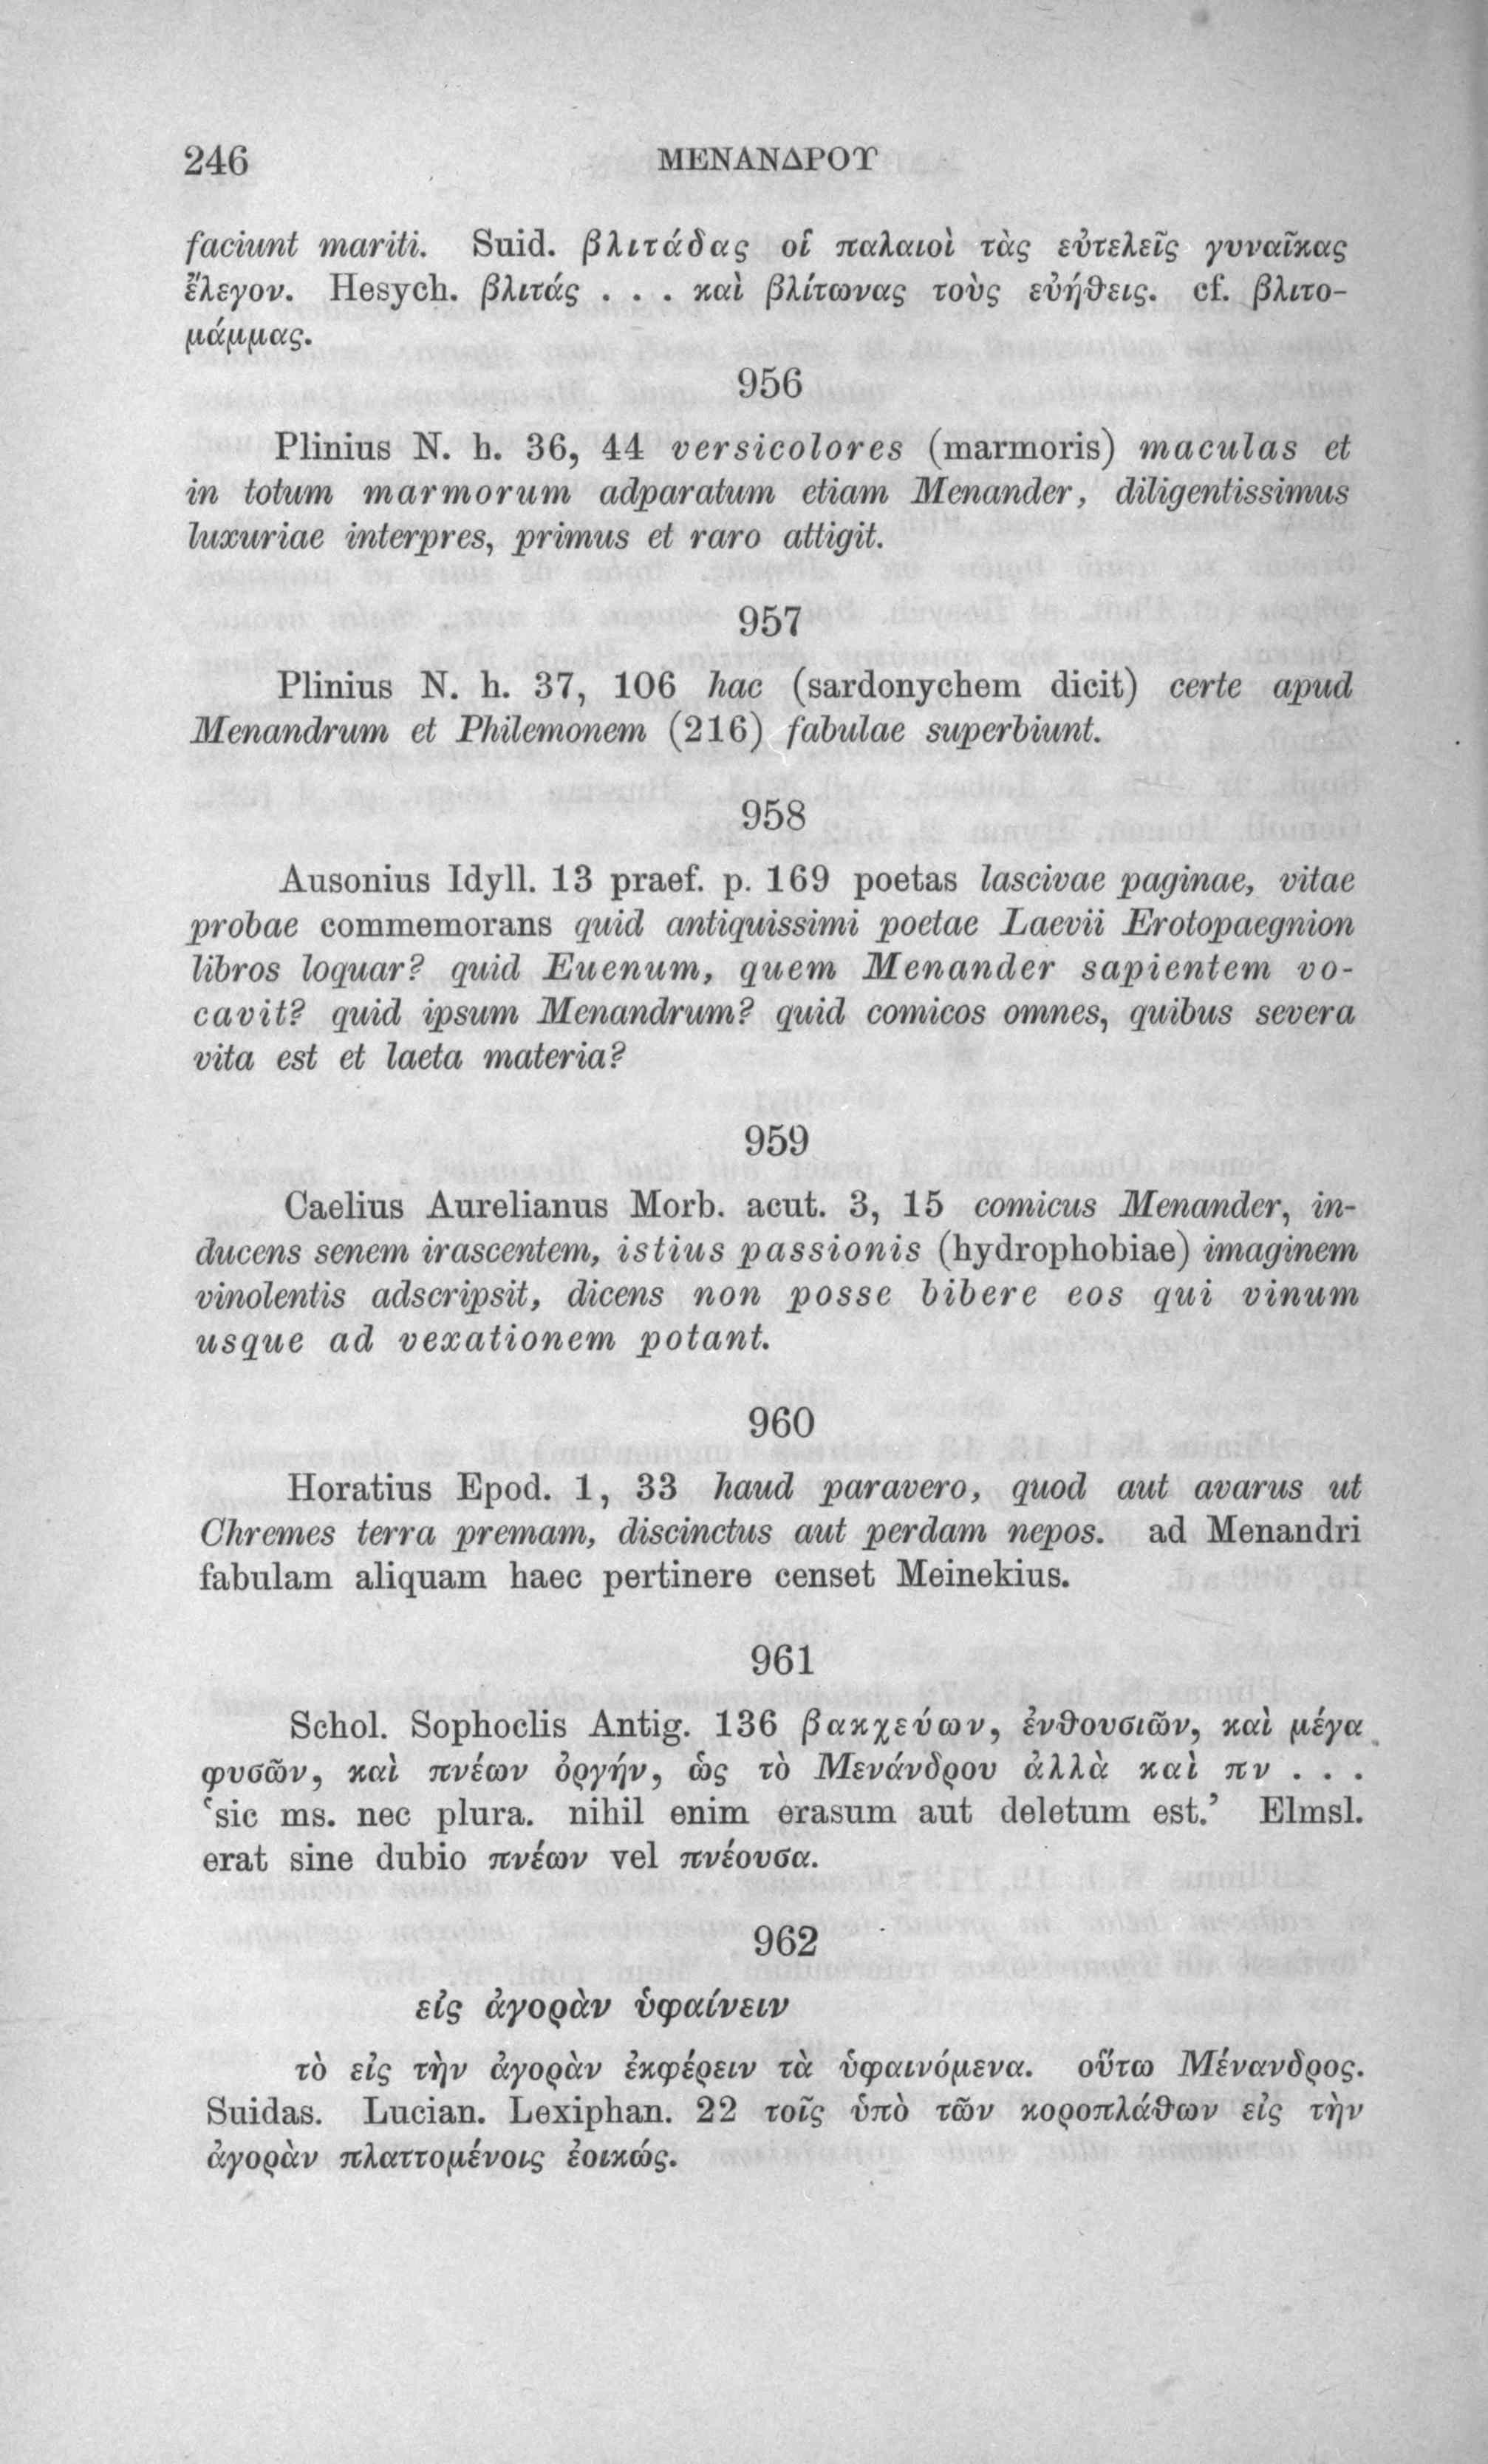 246 ΜΕΝΑΝΔΡΟΥ
faciunt mariti. Suid. βλιτάδας οἱ παλαιοὶ τὰς εὐτελεῖς γυναῖκας
ἔλεγον. Hesych. βλιτάς . . . καὶ βλίτωνας τοὺς εὐήθεις. cf. βλιτο-
μάμμας.
956
Plinius N. h. 36, 44 versicolores (marmoris) maculas et
in totum marmorum adparatum etiam Menander, diligentissimus
luxuriae interpres, primus et raro attigit.
957
Plinius N. h. 37, 106 hac (sardonychem dicit) certe apud
Menandrum et Philemonem (216) fabulae superbiunt.
958
Ausonius Idyll. 13 praef. p. 169 poetas lascivae paginae, vitae
probae commemorans quid antiquissimi poetae Laevii Erotopaegnion
libros loquar? quid Euenum, quem Menander sapientem vo-
cavit? quid ipsum Menandrum? quid comicos omnes, quibus severa
vita est et laeta materia?
959
Caelius Aurelianus Morb. acut. 3, 15 comicus Menander, in-
ducens senem irascentem, istius passionis (hydrophobiae) imaginem
vinolentis adscripsit, dicens non posse bibere eos qui vinum
usque ad vexationem potant.
960
Horatius Epod. 1, 33 haud paravero, quod aut avarus ut
Chremes terra premam, discinctus aut perdam nepos. ad Menandri
fabulam aliquam haec pertinere censet Meinekius.
961
Schol. Sophoclis Antig. 136 βακχεύων, ἐνθουσιῶν, καὶ μέγα
φυσῶν, καὶ πνέων ὀργήν, ὡς τὸ Μενάνδρου ἀλλὰ καὶ πν . . .
‘sic ms. nec plura. nihil enim erasum aut deletum est.’ Elmsl.
erat sine dubio πνέων vel πνέουσα.
962
εἰς ἀγορὰν ὑφαίνειν
τὸ εἰς τὴν ἀγορὰν ἐκφέρειν τὰ ὑφαινόμενα. οὕτω Μένανδρος.
Suidas. Lucian. Lexiphan. 22 τοῖς ὑπὸ τῶν κοροπλάθων εἰς τὴν
ἀγορὰν πλαττομένοις ἐοικώς.